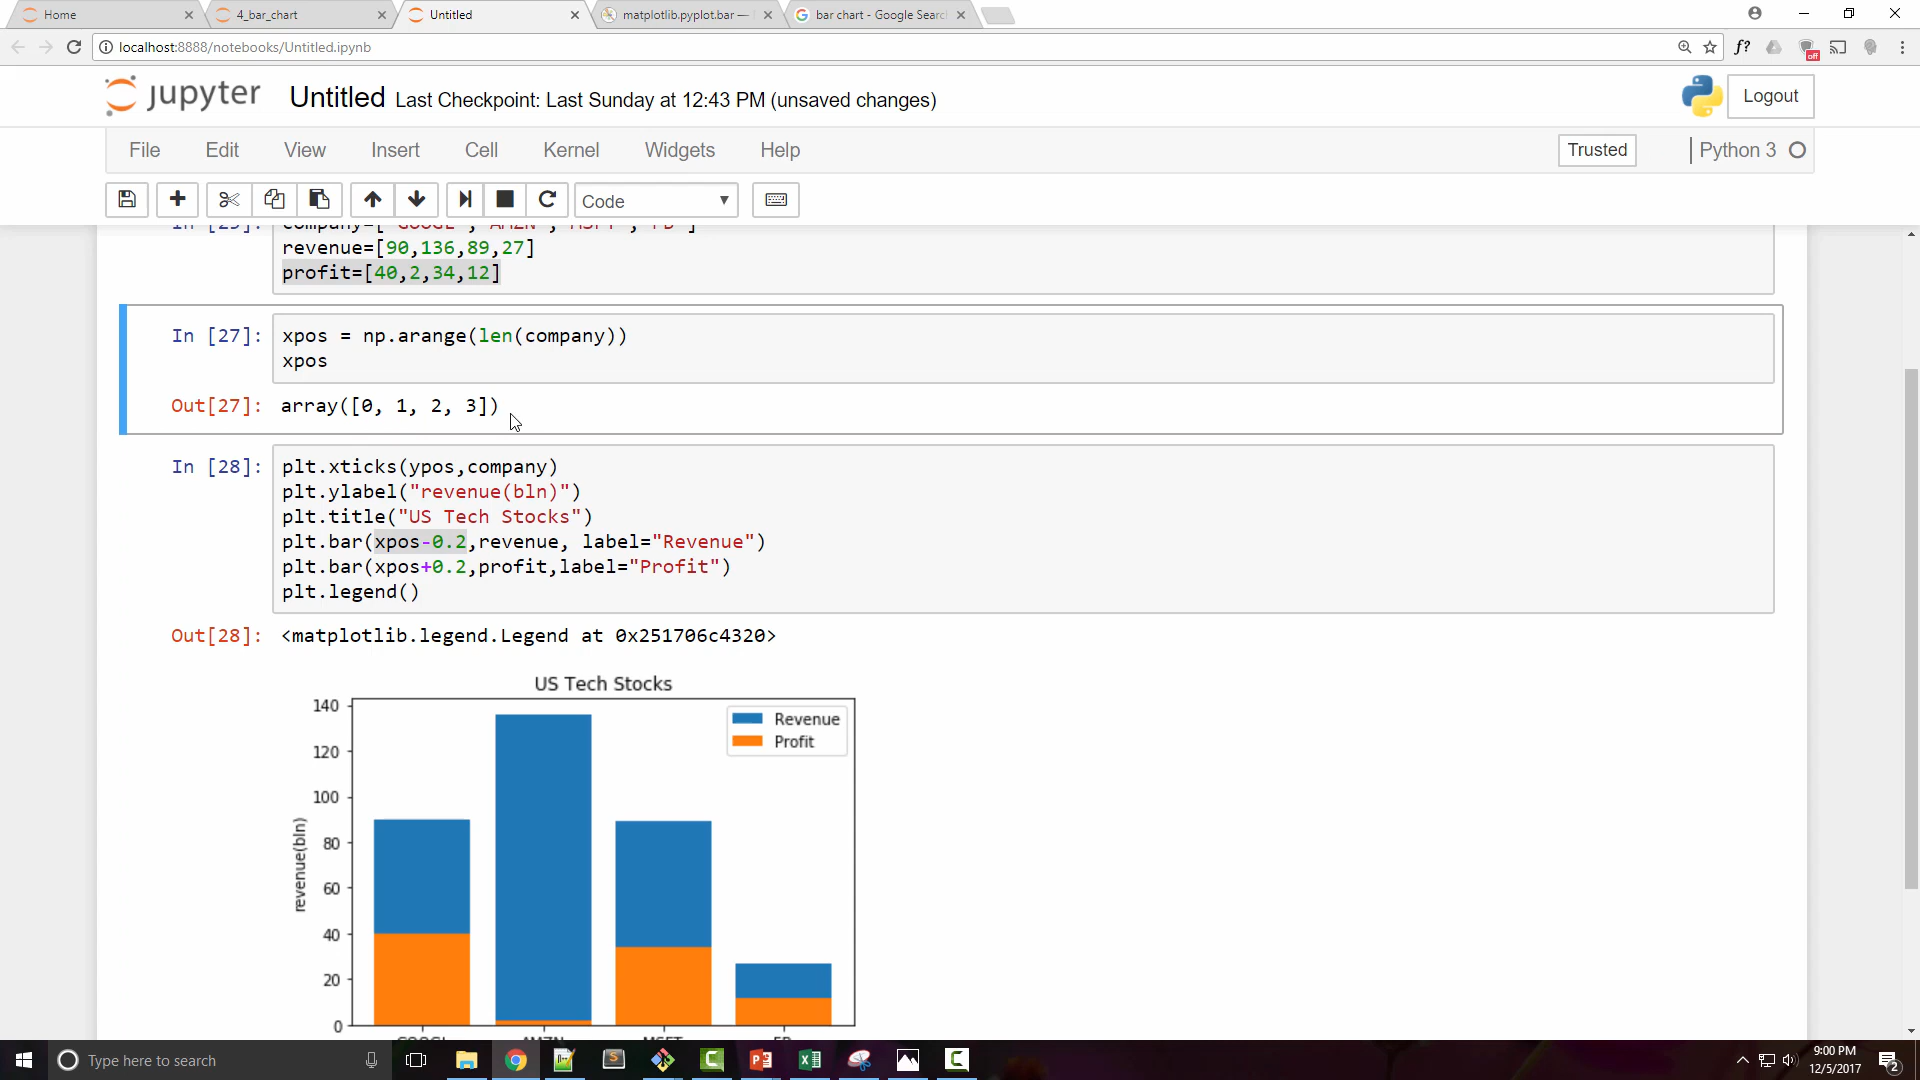 Home
4_bar_chart
Untitled
matplotlib.pyplot.bar —
bar chart - Google Searc
localhost:8888/notebooks/Untitled.ipynb
f?
off
jupyter Untitled Last Checkpoint: Last Sunday at 12:43 PM (unsaved changes)
Logout
File Edit View Insert Cell Kernel Widgets Help
Trusted
Python 3
Code
revenue=[90,136,89,27]
profit=[40,2,34,12]
In [27]: xpos = np.arange(len(company))
xpos
Out[27]: array([0, 1, 2, 3])
In [28]: plt.xticks(ypos,company)
plt.ylabel("revenue(bln)")
plt.title("US Tech Stocks")
plt.bar(xpos-0.2,revenue, label="Revenue")
plt.bar(xpos+0.2,profit,label="Profit")
plt.legend()
Out[28]: <matplotlib.legend.Legend at 0x251706c4320>
US Tech Stocks
140
120
100
80
60
40
20
0
revenue(bln)
Revenue
Profit
Type here to search
9:00 PM
12/5/2017
2